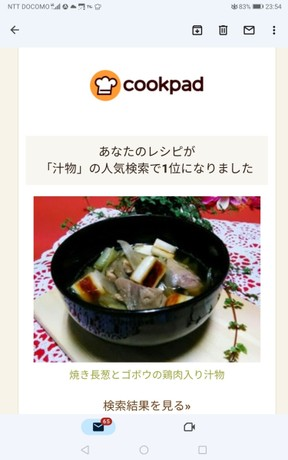 NTT DOCOMO
83% 23:54
cookpad
あなたのレシピが
「汁物」の人気検索で1位になりました
焼き長葱とゴボウの鶏肉入り汁物
検索結果を見る»
65